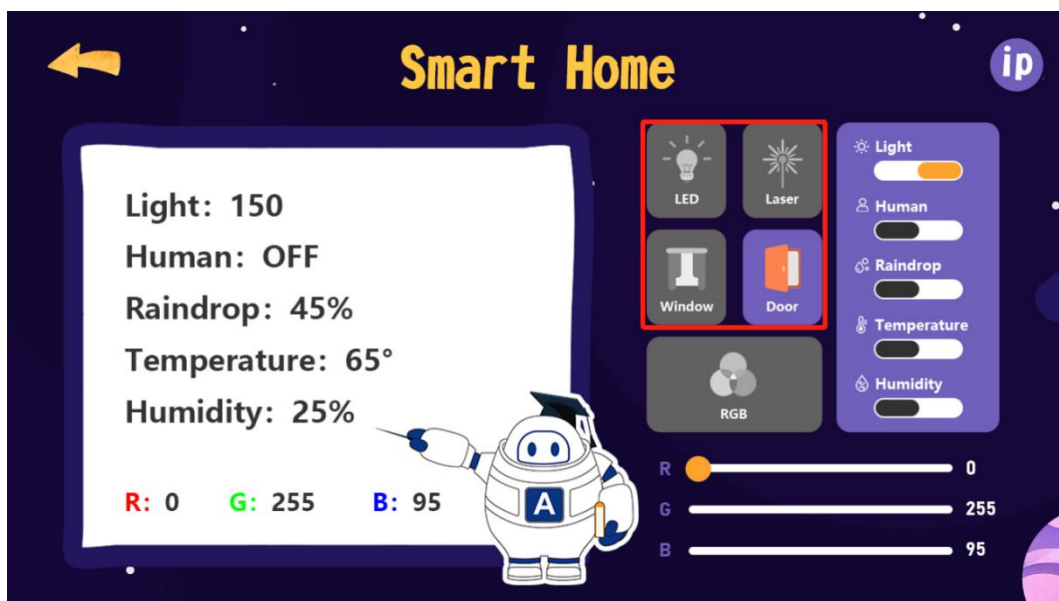 Smart Home
ip
Light: 150
Human: OFF
Raindrop: 45%
Temperature: 65°
Humidity: 25%
R: 0 G: 255 B: 95
A
LED Laser
Window Door
RGB
Light
Human
Raindrop
Temperature
Humidity
R 0
G 255
B 95